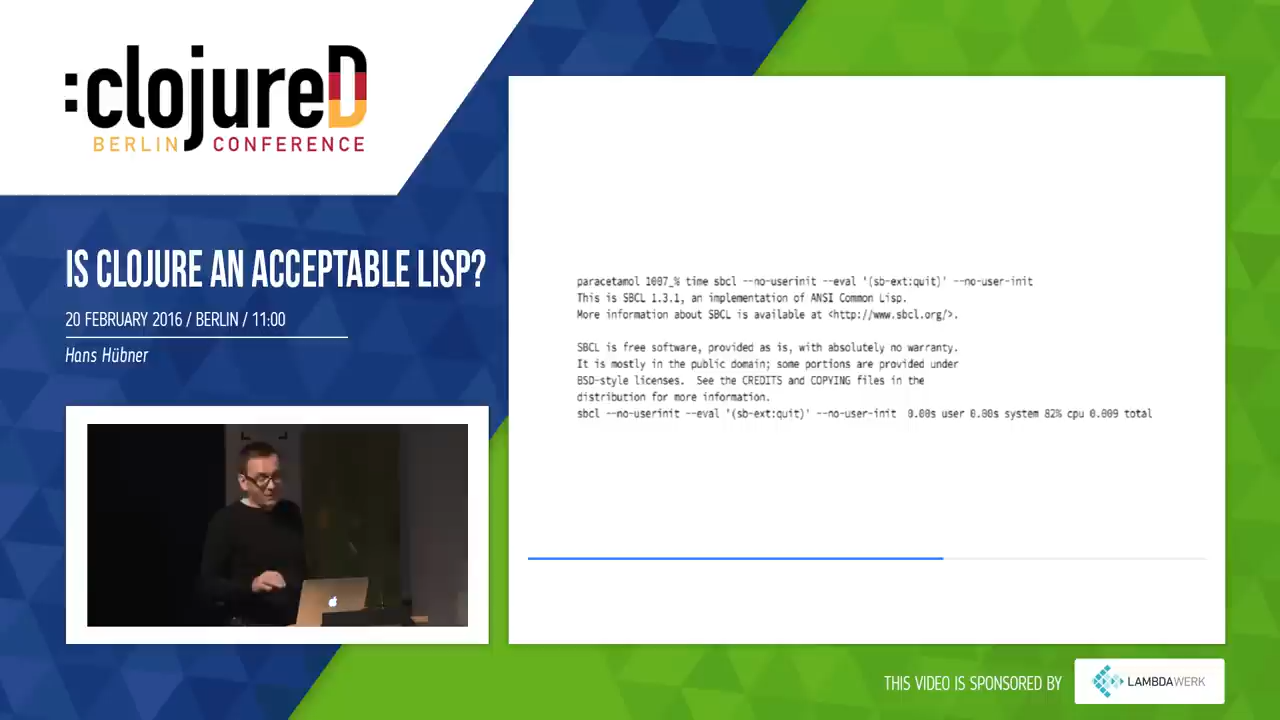 :clojureD
BERLIN CONFERENCE
IS CLOJURE AN ACCEPTABLE LISP?
20 FEBRUARY 2016 / BERLIN / 11:00
Hans Hübner
paracetamol 1007_% time sbcl --no-userinit --eval '(sb-ext:quit)' --no-user-init
This is SBCL 1.3.1, an implementation of ANSI Common Lisp.
More information about SBCL is available at <http://www.sbcl.org/>.
SBCL is free software, provided as is, with absolutely no warranty.
It is mostly in the public domain; some portions are provided under
BSD-style licenses.  See the CREDITS and COPYING files in the
distribution for more information.
sbcl --no-userinit --eval '(sb-ext:quit)' --no-user-init  0.00s user 0.00s system 82% cpu 0.009 total
THIS VIDEO IS SPONSORED BY
LAMBDAWERK